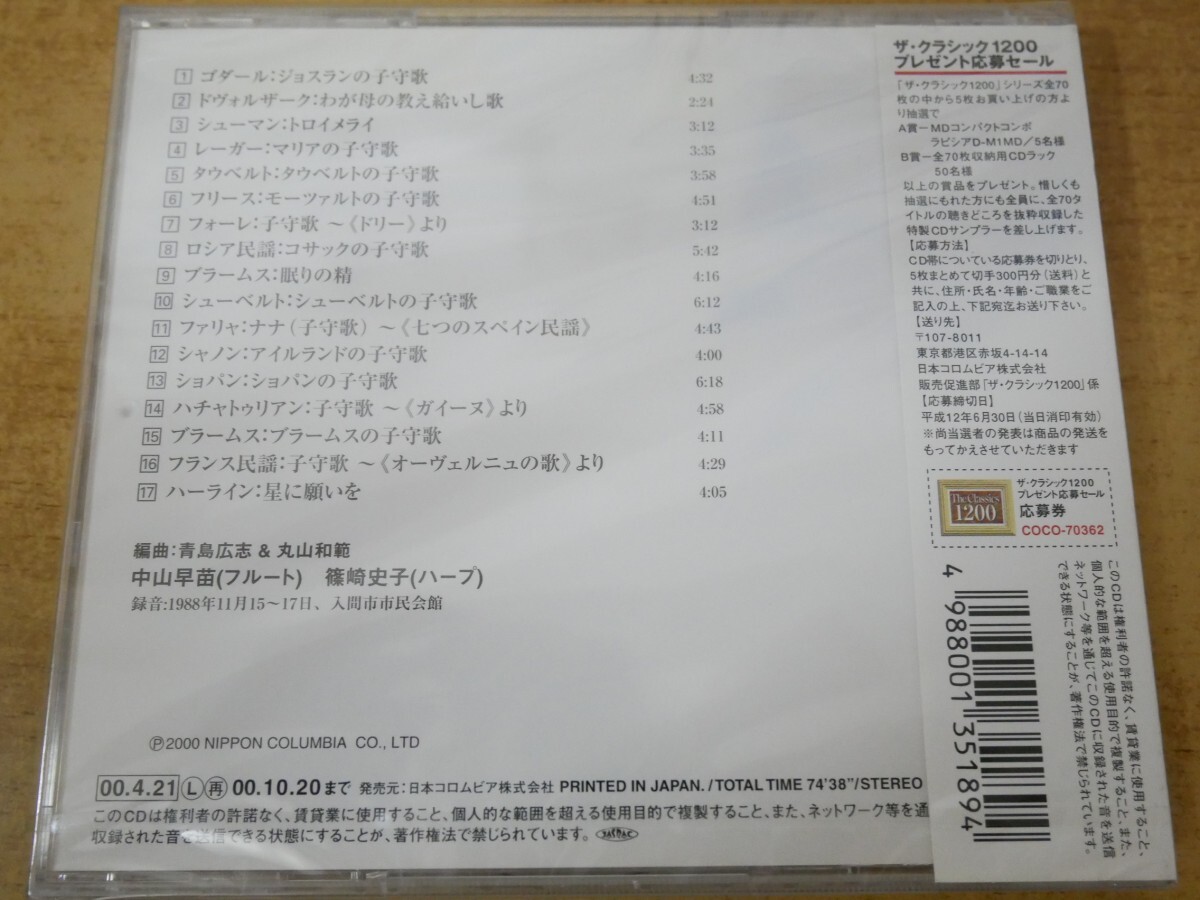 1 ゴダール:ジョスランの子守歌 4:32
2 ドヴォルザーク:わが母の教え給いし歌 2:24
3 シューマン:トロイメライ 3:12
4 レーガー:マリアの子守歌 3:35
5 タウベルト:タウベルトの子守歌 3:58
6 フリース:モーツァルトの子守歌 4:51
7 フォーレ:子守歌 〜《ドリー》より 3:12
8 ロシア民謡:コサックの子守歌 5:42
9 ブラームス:眠りの精 4:16
10 シューベルト:シューベルトの子守歌 6:12
11 ファリャ:ナナ(子守歌) 〜《七つのスペイン民謡》 4:43
12 シャノン:アイルランドの子守歌 4:00
13 ショパン:ショパンの子守歌 6:18
14 ハチャトゥリアン:子守歌 〜《ガイーヌ》より 4:58
15 ブラームス:ブラームスの子守歌 4:11
16 フランス民謡:子守歌 〜《オーヴェルニュの歌》より 4:29
17 ハーライン:星に願いを 4:05
編曲:青島広志 & 丸山和範
中山早苗(フルート) 篠崎史子(ハープ)
録音:1988年11月15〜17日、入間市市民会館
Ⓟ2000 NIPPON COLUMBIA CO., LTD
00.4.21 Ⓛ 再 00.10.20 まで 発売元:日本コロムビア株式会社 PRINTED IN JAPAN./TOTAL TIME 74'38"/STEREO
このCDは権利者の許諾なく、賃貸業に使用すること、個人的な範囲を超える使用目的で複製すること、また、ネットワーク等を通
収録された音を送信できる状態にすることが、著作権法で禁じられています。 JASRAC
ザ・クラシック1200
プレゼント応募セール
「ザ・クラシック1200」シリーズ全70
枚の中から5枚お買い上げの方よ
り抽選で
A賞ーMDコンパクトコンポ
ラピシアD-M1MD/5名様
B賞ー全70枚収納用CDラック
50名様
以上の賞品をプレゼント。惜しくも
抽選にもれた方にも全員に、全70
タイトルの聴きどころを抜粋収録した
特製CDサンプラーを差し上げます。
【応募方法】
CD帯についている応募券を切りとり、
5枚まとめて切手300円分(送料)と
共に、住所・氏名・年齢・ご職業をご
記入の上、下記宛迄お送り下さい。
【送り先】
〒107-8011
東京都港区赤坂4-14-14
日本コロムビア株式会社
販売促進部「ザ・クラシック1200」係
【応募締切日】
平成12年6月30日(当日消印有効)
※尚当選者の発表は商品の発送を
もってかえさせていただきます
The Classics
1200
ザ・クラシック1200
プレゼント応募セール
応募券
COCO-70362
このCDは権利者の許諾なく、賃貸業に使用すること、
個人的な範囲を超える使用目的で複製すること、また、
ネットワーク等を通じてこのCDに収録された音を送信
できる状態にすることが、著作権法で禁じられています。
4 988001 351894